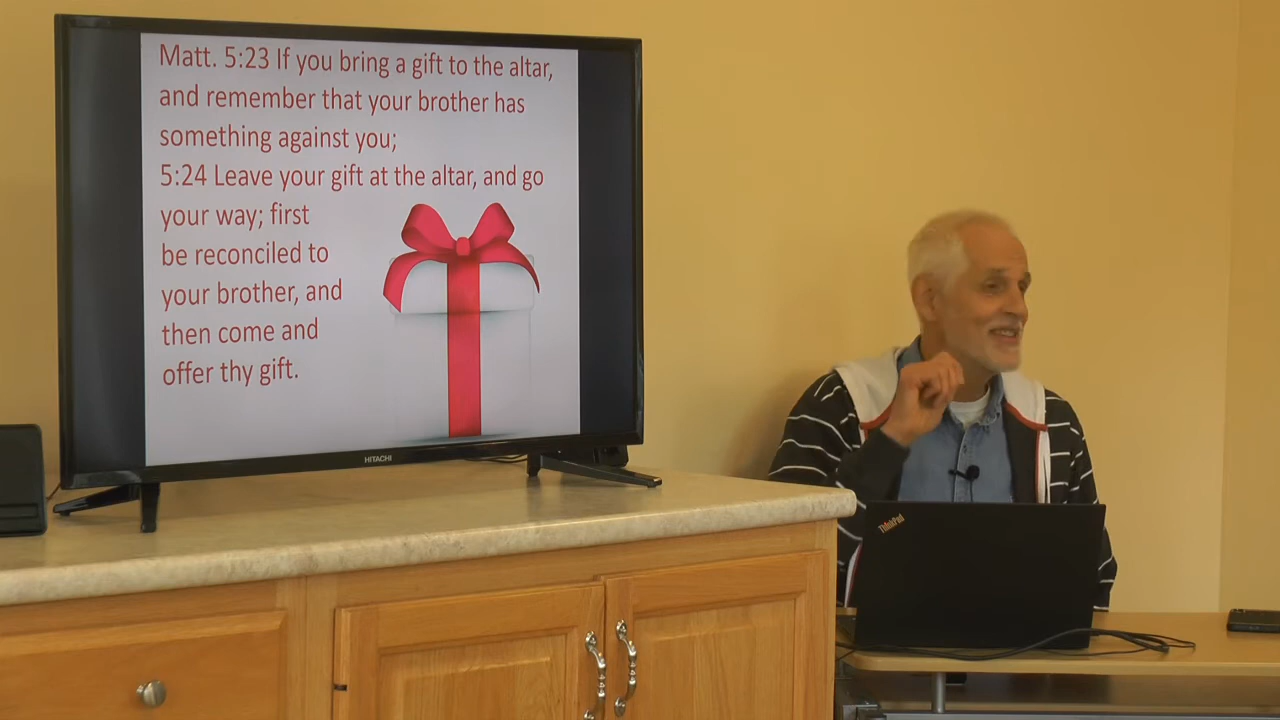 Matt. 5:23 If you bring a gift to the altar,
and remember that your brother has
something against you;
5:24 Leave your gift at the altar, and go
your way; first
be reconciled to
your brother, and
then come and
offer thy gift.
HITACHI
ThinkPad